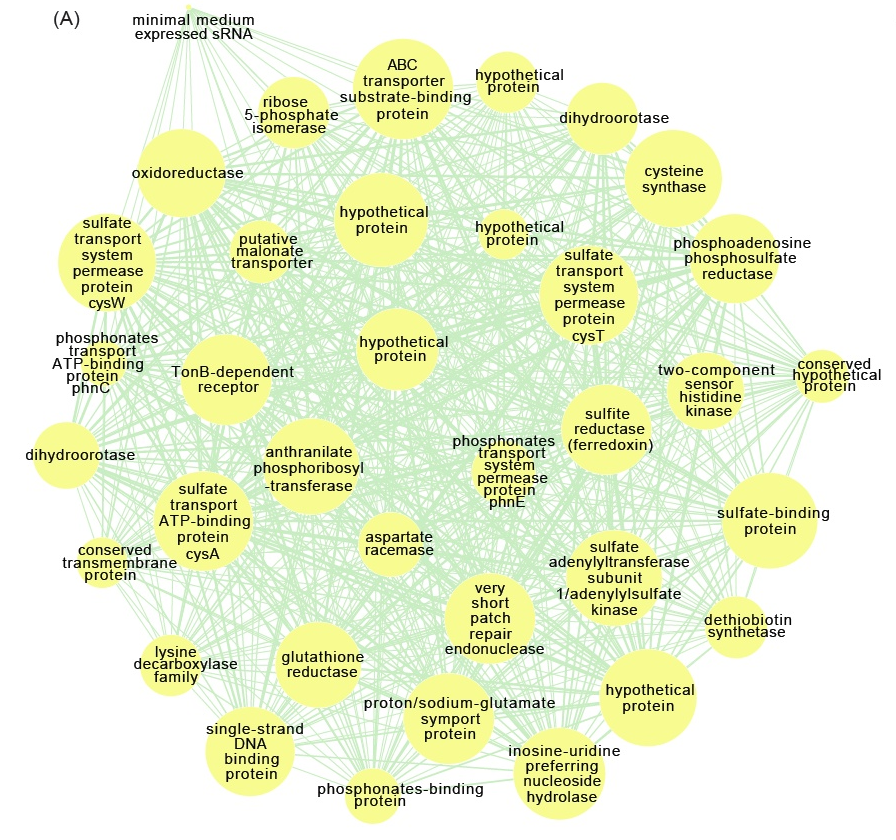 (A)
minimal medium
expressed sRNA
ABC
transporter
substrate-binding
protein
hypothetical
protein
ribose
5-phosphate
isomerase
dihydroorotase
oxidoreductase
cysteine
synthase
hypothetical
protein
hypothetical
protein
sulfate
transport
system
permease
protein
cysW
putative
malonate
transporter
phosphoadenosine
phosphosulfate
reductase
sulfate
transport
system
permease
protein
cysT
phosphonates
transport
ATP-binding
protein
phnC
TonB-dependent
receptor
hypothetical
protein
two-component
sensor
histidine
kinase
conserved
hypothetical
protein
dihydroorotase
anthranilate
phosphoribosyl
-transferase
phosphonates
transport
system
permease
protein
phnE
sulfite
reductase
(ferredoxin)
sulfate
transport
ATP-binding
protein
cysA
sulfate-binding
protein
conserved
transmembrane
protein
aspartate
racemase
sulfate
adenylyltransferase
subunit
1/adenylylsulfate
kinase
very
short
patch
repair
endonuclease
dethiobiotin
synthetase
lysine
decarboxylase
family
glutathione
reductase
hypothetical
protein
proton/sodium-glutamate
symport
protein
single-strand
DNA
binding
protein
inosine-uridine
preferring
nucleoside
hydrolase
phosphonates-binding
protein